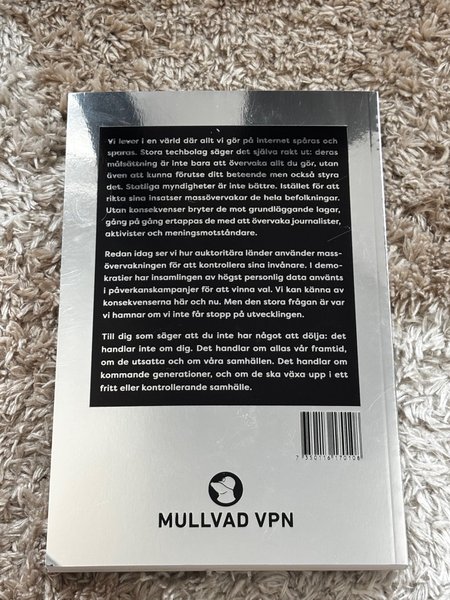 Vi lever i en värld där allt vi gör på internet spåras och
sparas. Stora techbolag säger det själva rakt ut: deras
målsättning är inte bara att övervaka allt du gör, utan
även att kunna förutse ditt beteende men också styra
det. Statliga myndigheter är inte bättre. Istället för att
rikta sina insatser massövervakar de hela befolkningar.
Utan konsekvenser bryter de mot grundläggande lagar,
gång på gång ertappas de med att övervaka journalister,
aktivister och meningsmotståndare.
Redan idag ser vi hur auktoritära länder använder mass-
övervakningen för att kontrollera sina invånare. I demo-
kratier har insamlingen av högst personlig data använts
i påverkanskampanjer för att vinna val. Vi kan känna av
konsekvenserna här och nu. Men den stora frågan är var
vi hamnar om vi inte får stopp på utvecklingen.
Till dig som säger att du inte har något att dölja: det
handlar inte om dig. Det handlar om allas vår framtid,
om de utsatta och om våra samhällen. Det handlar om
kommande generationer, och om de ska växa upp i ett
fritt eller kontrollerande samhälle.
7 350116 170106
MULLVAD VPN